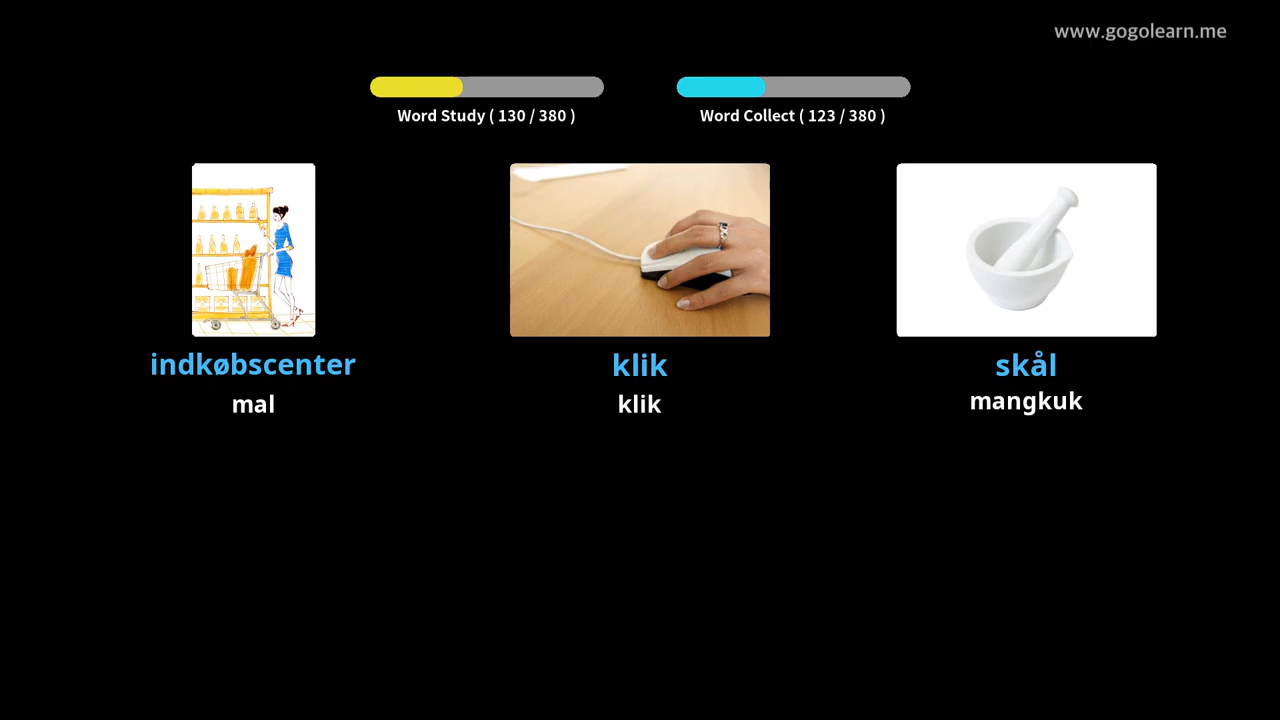 www.gogolearn.me
Word Study ( 130 / 380 )
Word Collect ( 123 / 380 )
indkøbscenter
mal
klik
klik
skål
mangkuk